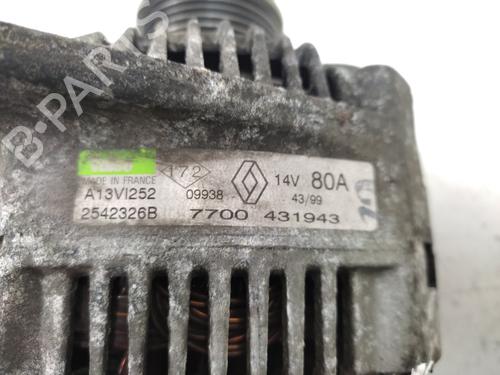 B-PARTS
MADE IN FRANCE
172
A13VI252
09938
14V 80A
43/99
2542326B
7700 431943